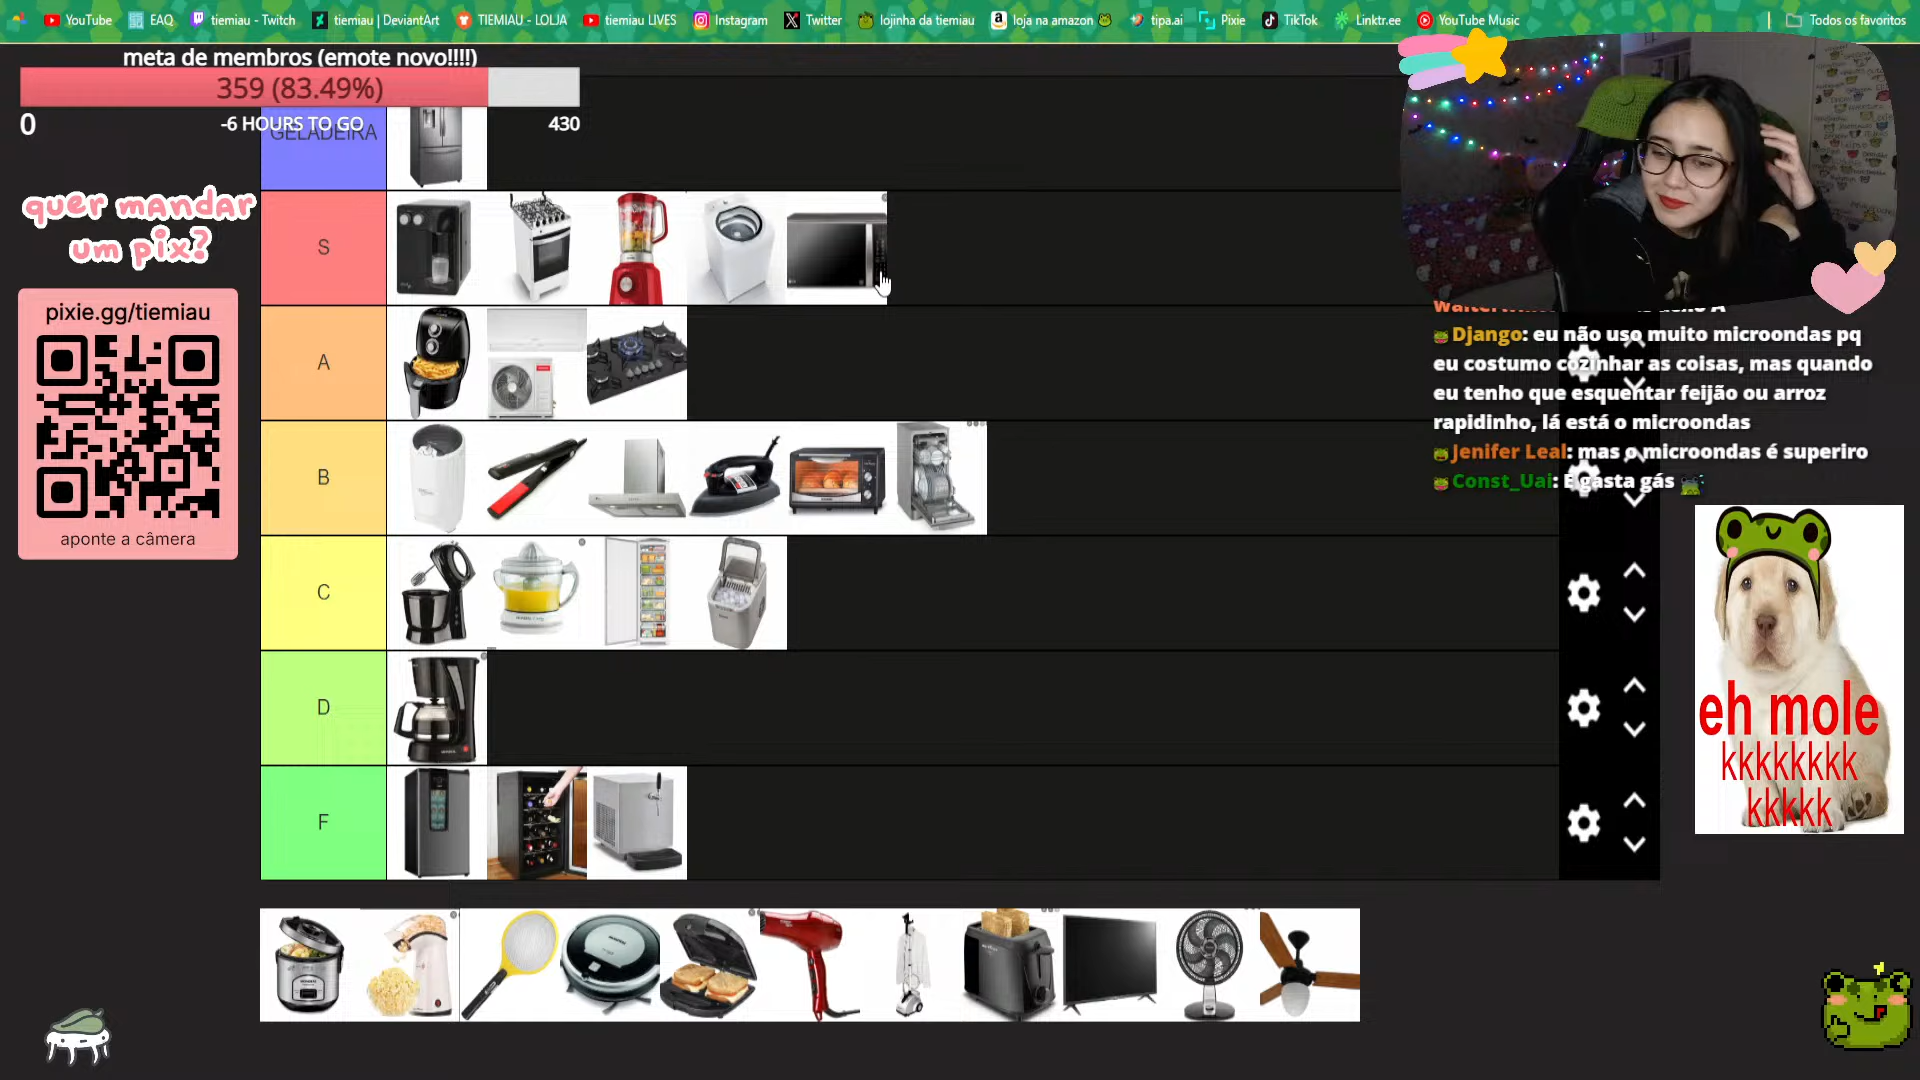 YouTube
EAQ
tiemiau - Twitch
tiemiau | DeviantArt
TIEMIAU - LOLJA
tiemiau LIVES
Instagram
Twitter
lojinha da tiemiau
loja na amazon
tipa.ai
Pixie
TikTok
Linktr.ee
YouTube Music
Todos os favoritos
meta de membros (emote novo!!!!)
359 (83.49%)
0
-6 HOURS TO GO
430
GELADEIRA
quer mandar
um pix?
pixie.gg/tiemiau
aponte a câmera
S
A
B
C
D
F
Django: eu não uso muito microondas pq
eu costumo cozinhar as coisas, mas quando
eu tenho que esquentar feijão ou arroz
rapidinho, lá está o microondas
Jenifer Leal: mas o microondas é superiro
Const_Uai: E gasta gás
eh mole
kkkkkkkk
kkkkk